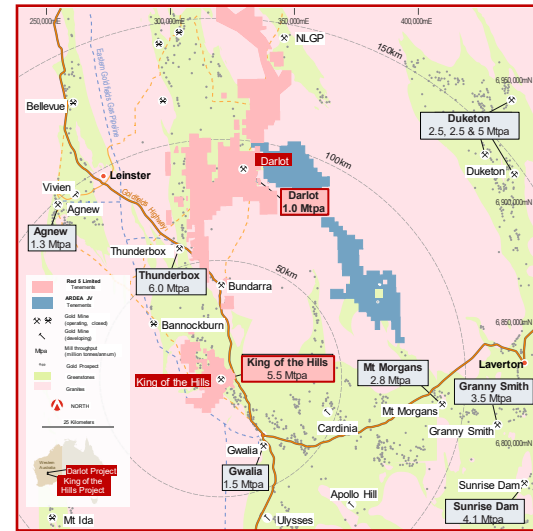 250,000mE
300,000mE
350,000mE
400,000mE
NLGP
150km
6,950,000mN
Eastern Goldfields Gas Pipeline
Bellevue
Duketon
2.5, 2.5 & 5 Mtpa
100km
Darlot
Duketon
Leinster
Vivien
Darlot
1.0 Mtpa
Agnew
Goldfields Highway
6,900,000mN
Agnew
1.3 Mtpa
Thunderbox
Thunderbox
6.0 Mtpa
50km
Bundarra
Red 5 Limited
Tenements
ARDEA JV
Tenements
Gold Mine
(operating, closed)
Gold Mine
(developing)
Mtpa
Mill throughput
(million tonnes/annum)
Gold Prospect
Greenstones
Granites
NORTH
25 Kilometers
Western
Australia
Darlot Project
King of the
Hills Project
Bannockburn
6,850,000mN
King of the Hills
5.5 Mtpa
King of the Hills
Mt Morgans
2.8 Mtpa
Laverton
Granny Smith
3.5 Mtpa
Mt Morgans
Cardinia
Granny Smith
Gwalia
6,800,000mN
Gwalia
1.5 Mtpa
Apollo Hill
Sunrise Dam
Sunrise Dam
4.1 Mtpa
Mt Ida
Ulysses